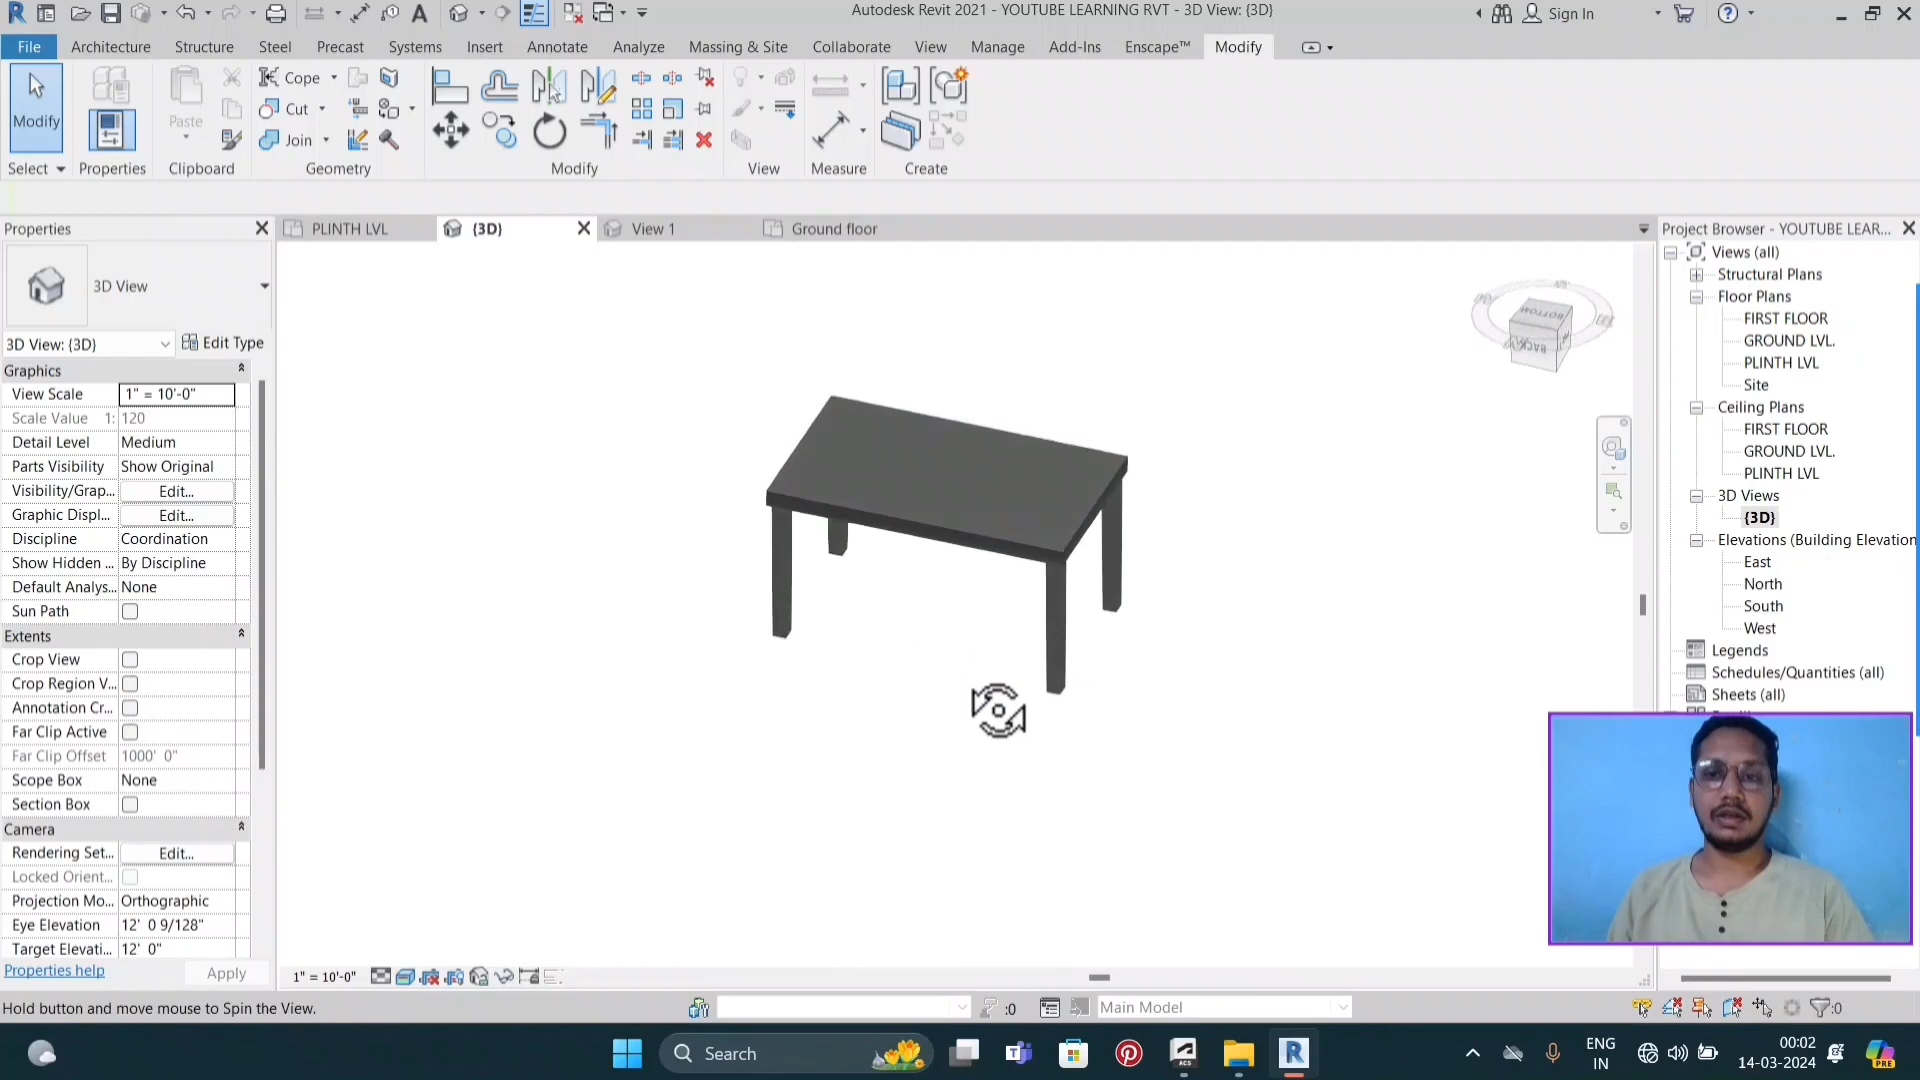 Autodesk Revit 2021 - YOUTUBE LEARNING RVT - 3D View: {3D}
Sign In
File
Architecture
Structure
Steel
Precast
Systems
Insert
Annotate
Analyze
Massing & Site
Collaborate
View
Manage
Add-Ins
Enscape™
Modify
Modify
Paste
Cope
Cut
Join
Select
Properties
Clipboard
Geometry
Modify
View
Measure
Create
Properties
PLINTH LVL
{3D}
View 1
Ground floor
Project Browser - YOUTUBE LEAR...
3D View
3D View: {3D}
Edit Type
Graphics
View Scale 1" = 10'-0"
Scale Value 1: 120
Detail Level Medium
Parts Visibility Show Original
Visibility/Grap... Edit...
Graphic Displ... Edit...
Discipline Coordination
Show Hidden ... By Discipline
Default Analys... None
Sun Path
Extents
Crop View
Crop Region V...
Annotation Cr...
Far Clip Active
Far Clip Offset 1000' 0"
Scope Box None
Section Box
Camera
Rendering Set... Edit...
Locked Orient...
Projection Mo... Orthographic
Eye Elevation 12' 0 9/128"
Target Elevati... 12' 0"
Properties help
Apply
BOTTOM
BACK
Views (all)
Structural Plans
Floor Plans
FIRST FLOOR
GROUND LVL.
PLINTH LVL
Site
Ceiling Plans
FIRST FLOOR
GROUND LVL.
PLINTH LVL
3D Views
{3D}
Elevations (Building Elevation
East
North
South
West
Legends
Schedules/Quantities (all)
Sheets (all)
1" = 10'-0"
Hold button and move mouse to Spin the View.
:0
Main Model
:0
Search
ACS
ENG
IN
00:02
14-03-2024
PRE